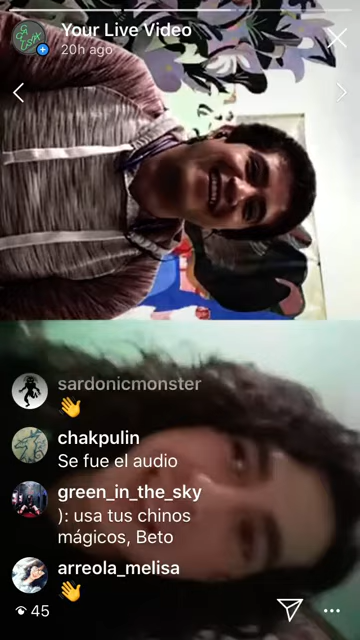 Your Live Video
20h ago
sardonicmonster
👋
chakpulin
Se fue el audio
green_in_the_sky
): usa tus chinos
mágicos, Beto
arreola_melisa
👋
45